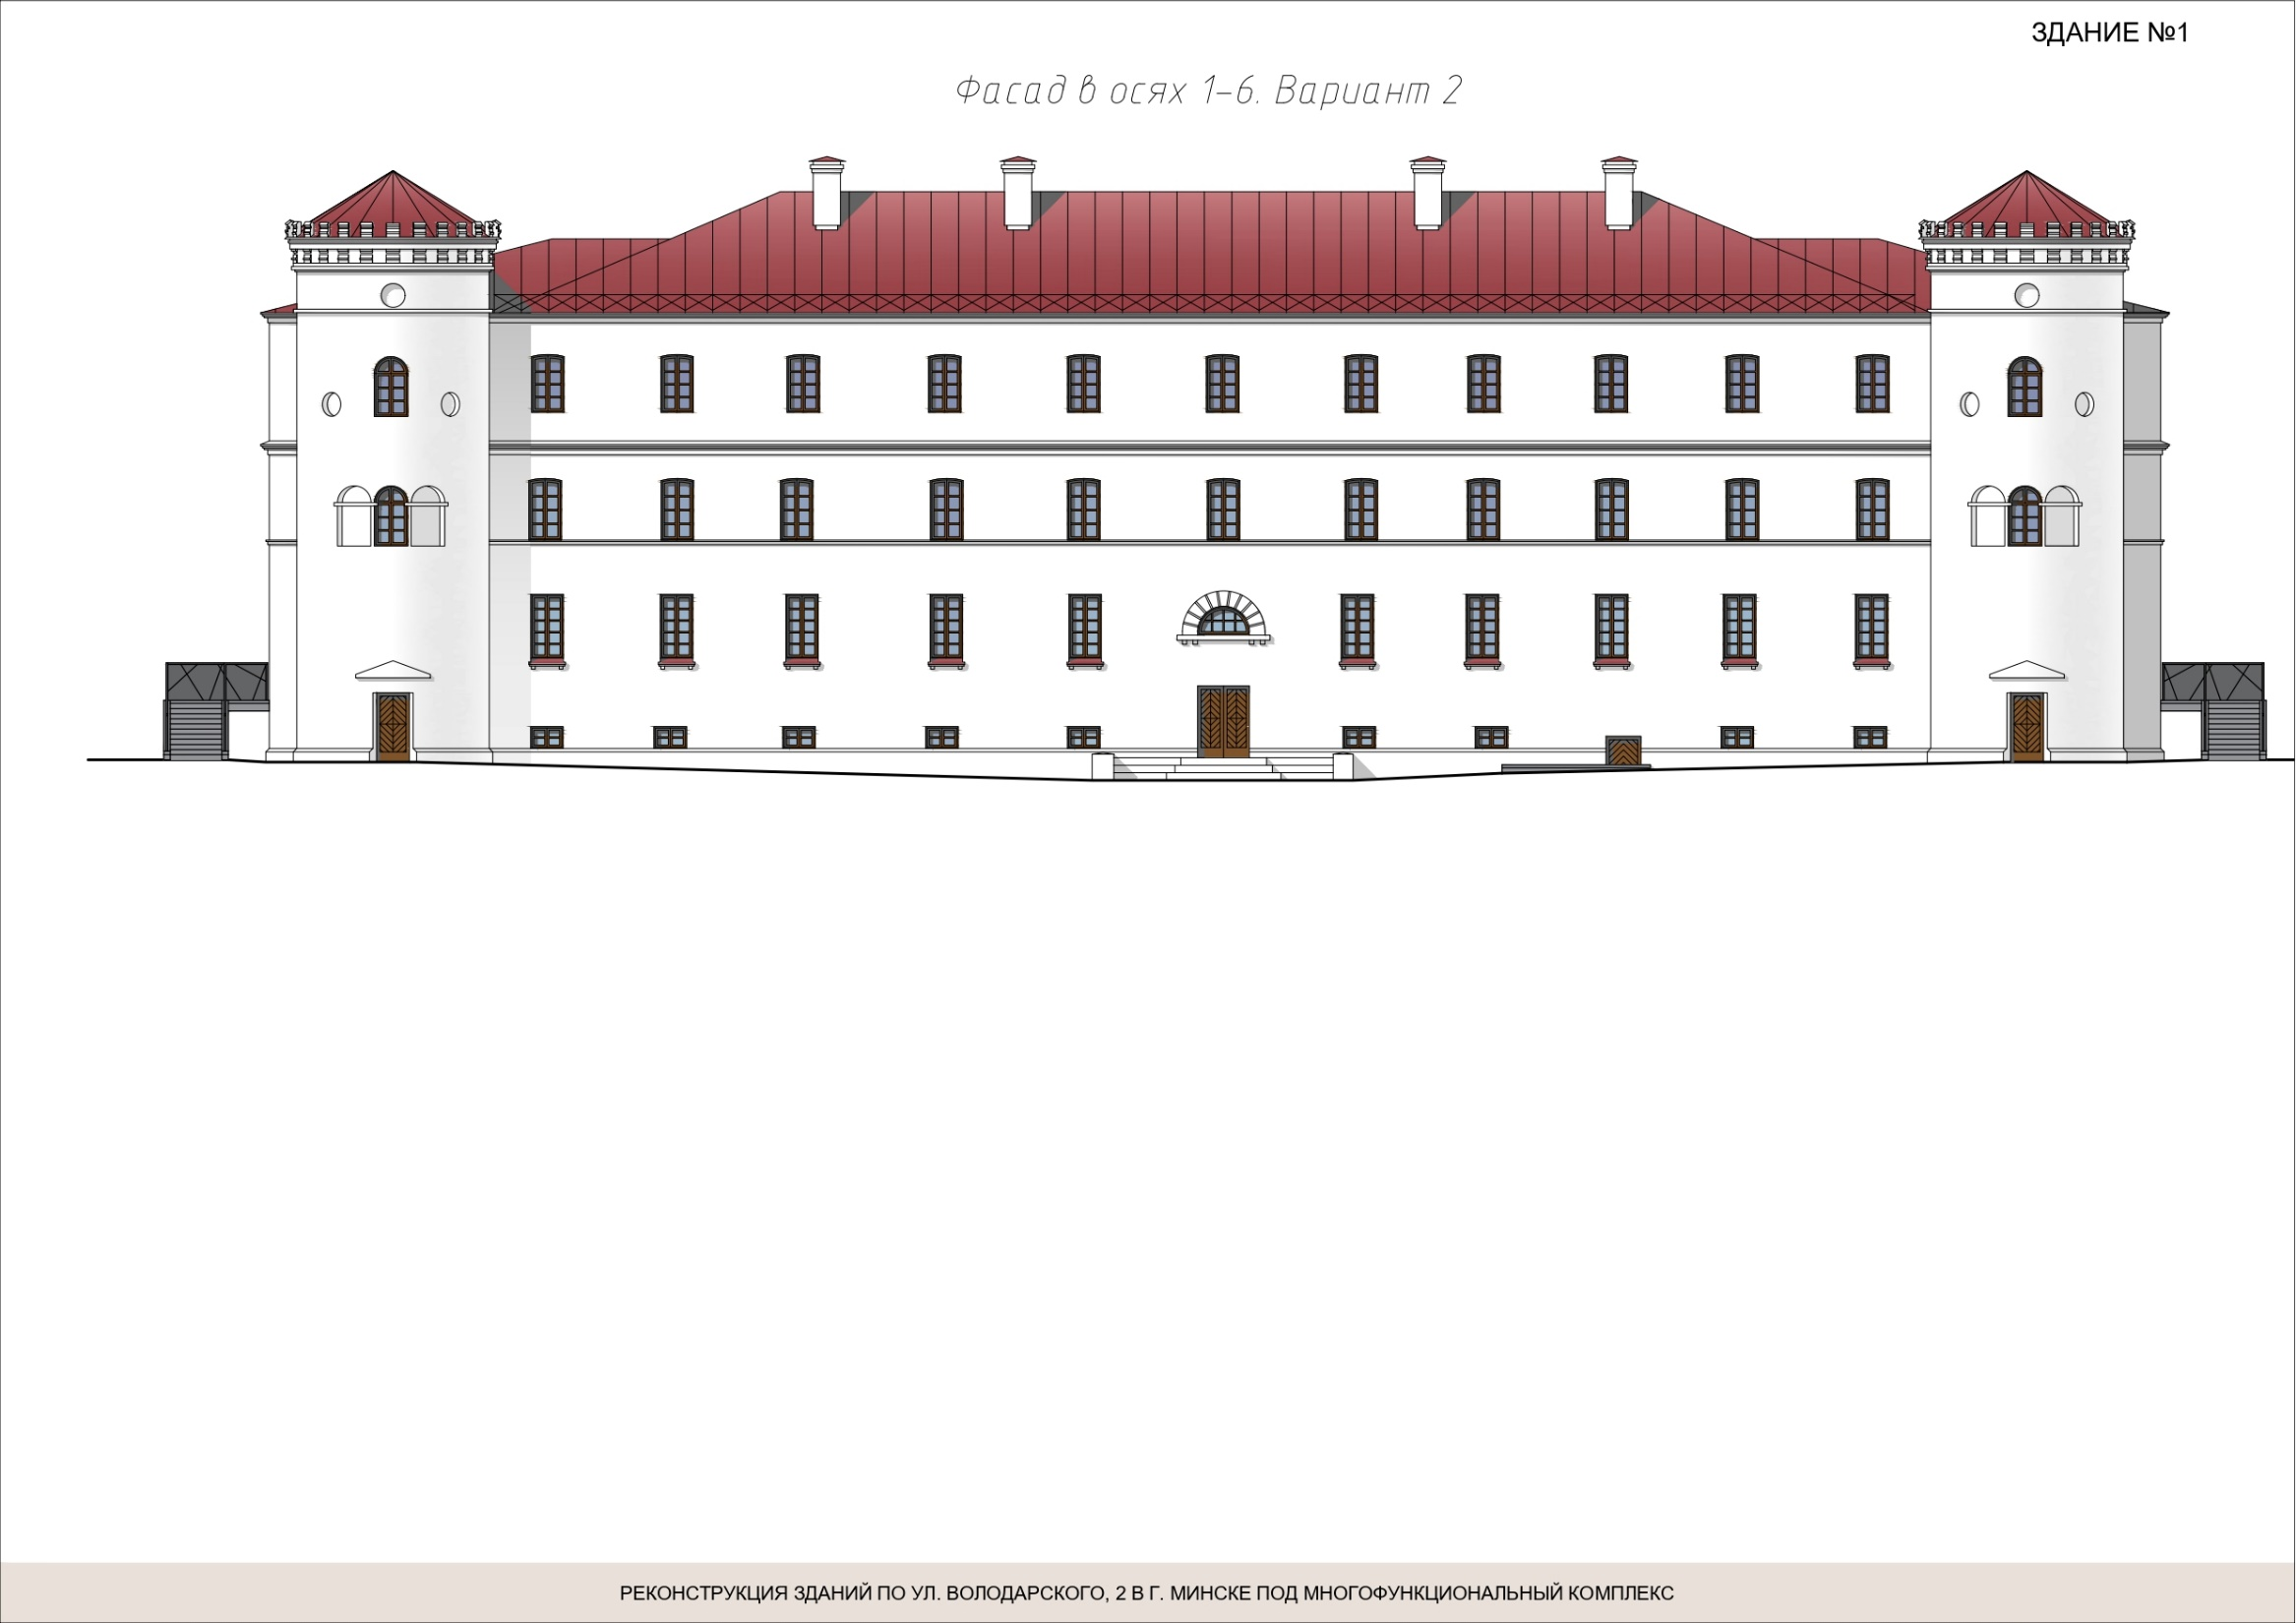 ЗДАНИЕ №1
Фасад в осях 1-6. Вариант 2
РЕКОНСТРУКЦИЯ ЗДАНИЙ ПО УЛ. ВОЛОДАРСКОГО, 2 В Г. МИНСКЕ ПОД МНОГОФУНКЦИОНАЛЬНЫЙ КОМПЛЕКС